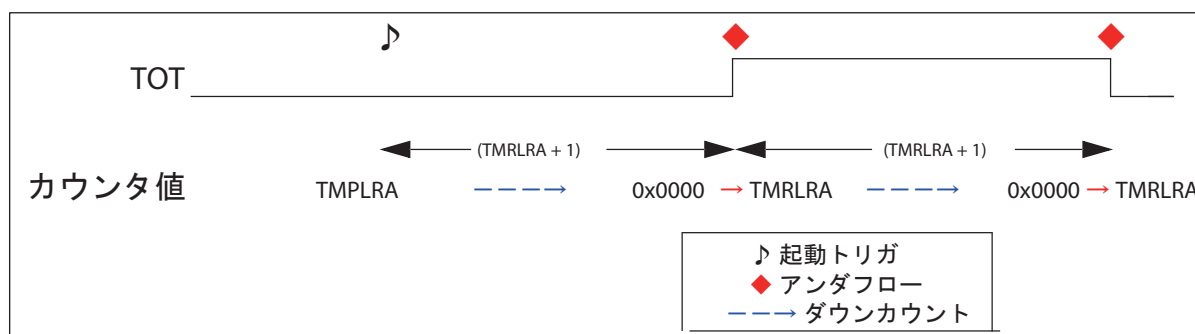 TOT
(TMRLRA + 1) (TMRLRA + 1)
カウンタ値 TMPLRA 0x0000 → TMRLRA 0x0000 → TMRLRA
♪ 起動トリガ
◆ アンダフロー
---→ ダウンカウント